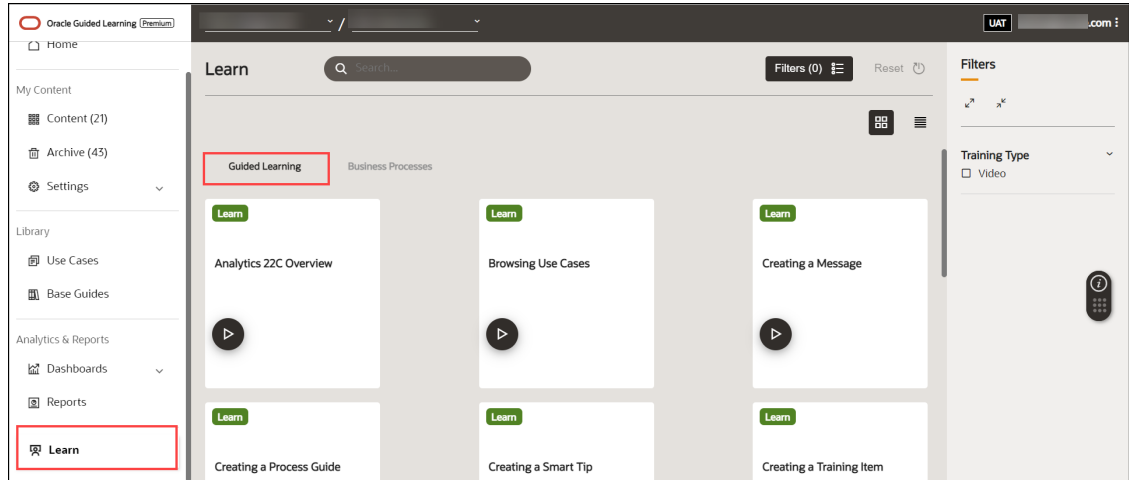 Oracle Guided Learning Premium
/
UAT
.com
Home
My Content
Content (21)
Archive (43)
Settings
Library
Use Cases
Base Guides
Analytics & Reports
Dashboards
Reports
Learn
Learn
Search...
Filters (0)
Reset
Guided Learning
Business Processes
Learn
Analytics 22C Overview
Learn
Browsing Use Cases
Learn
Creating a Message
Learn
Creating a Process Guide
Learn
Creating a Smart Tip
Learn
Creating a Training Item
Filters
Training Type
Video
i